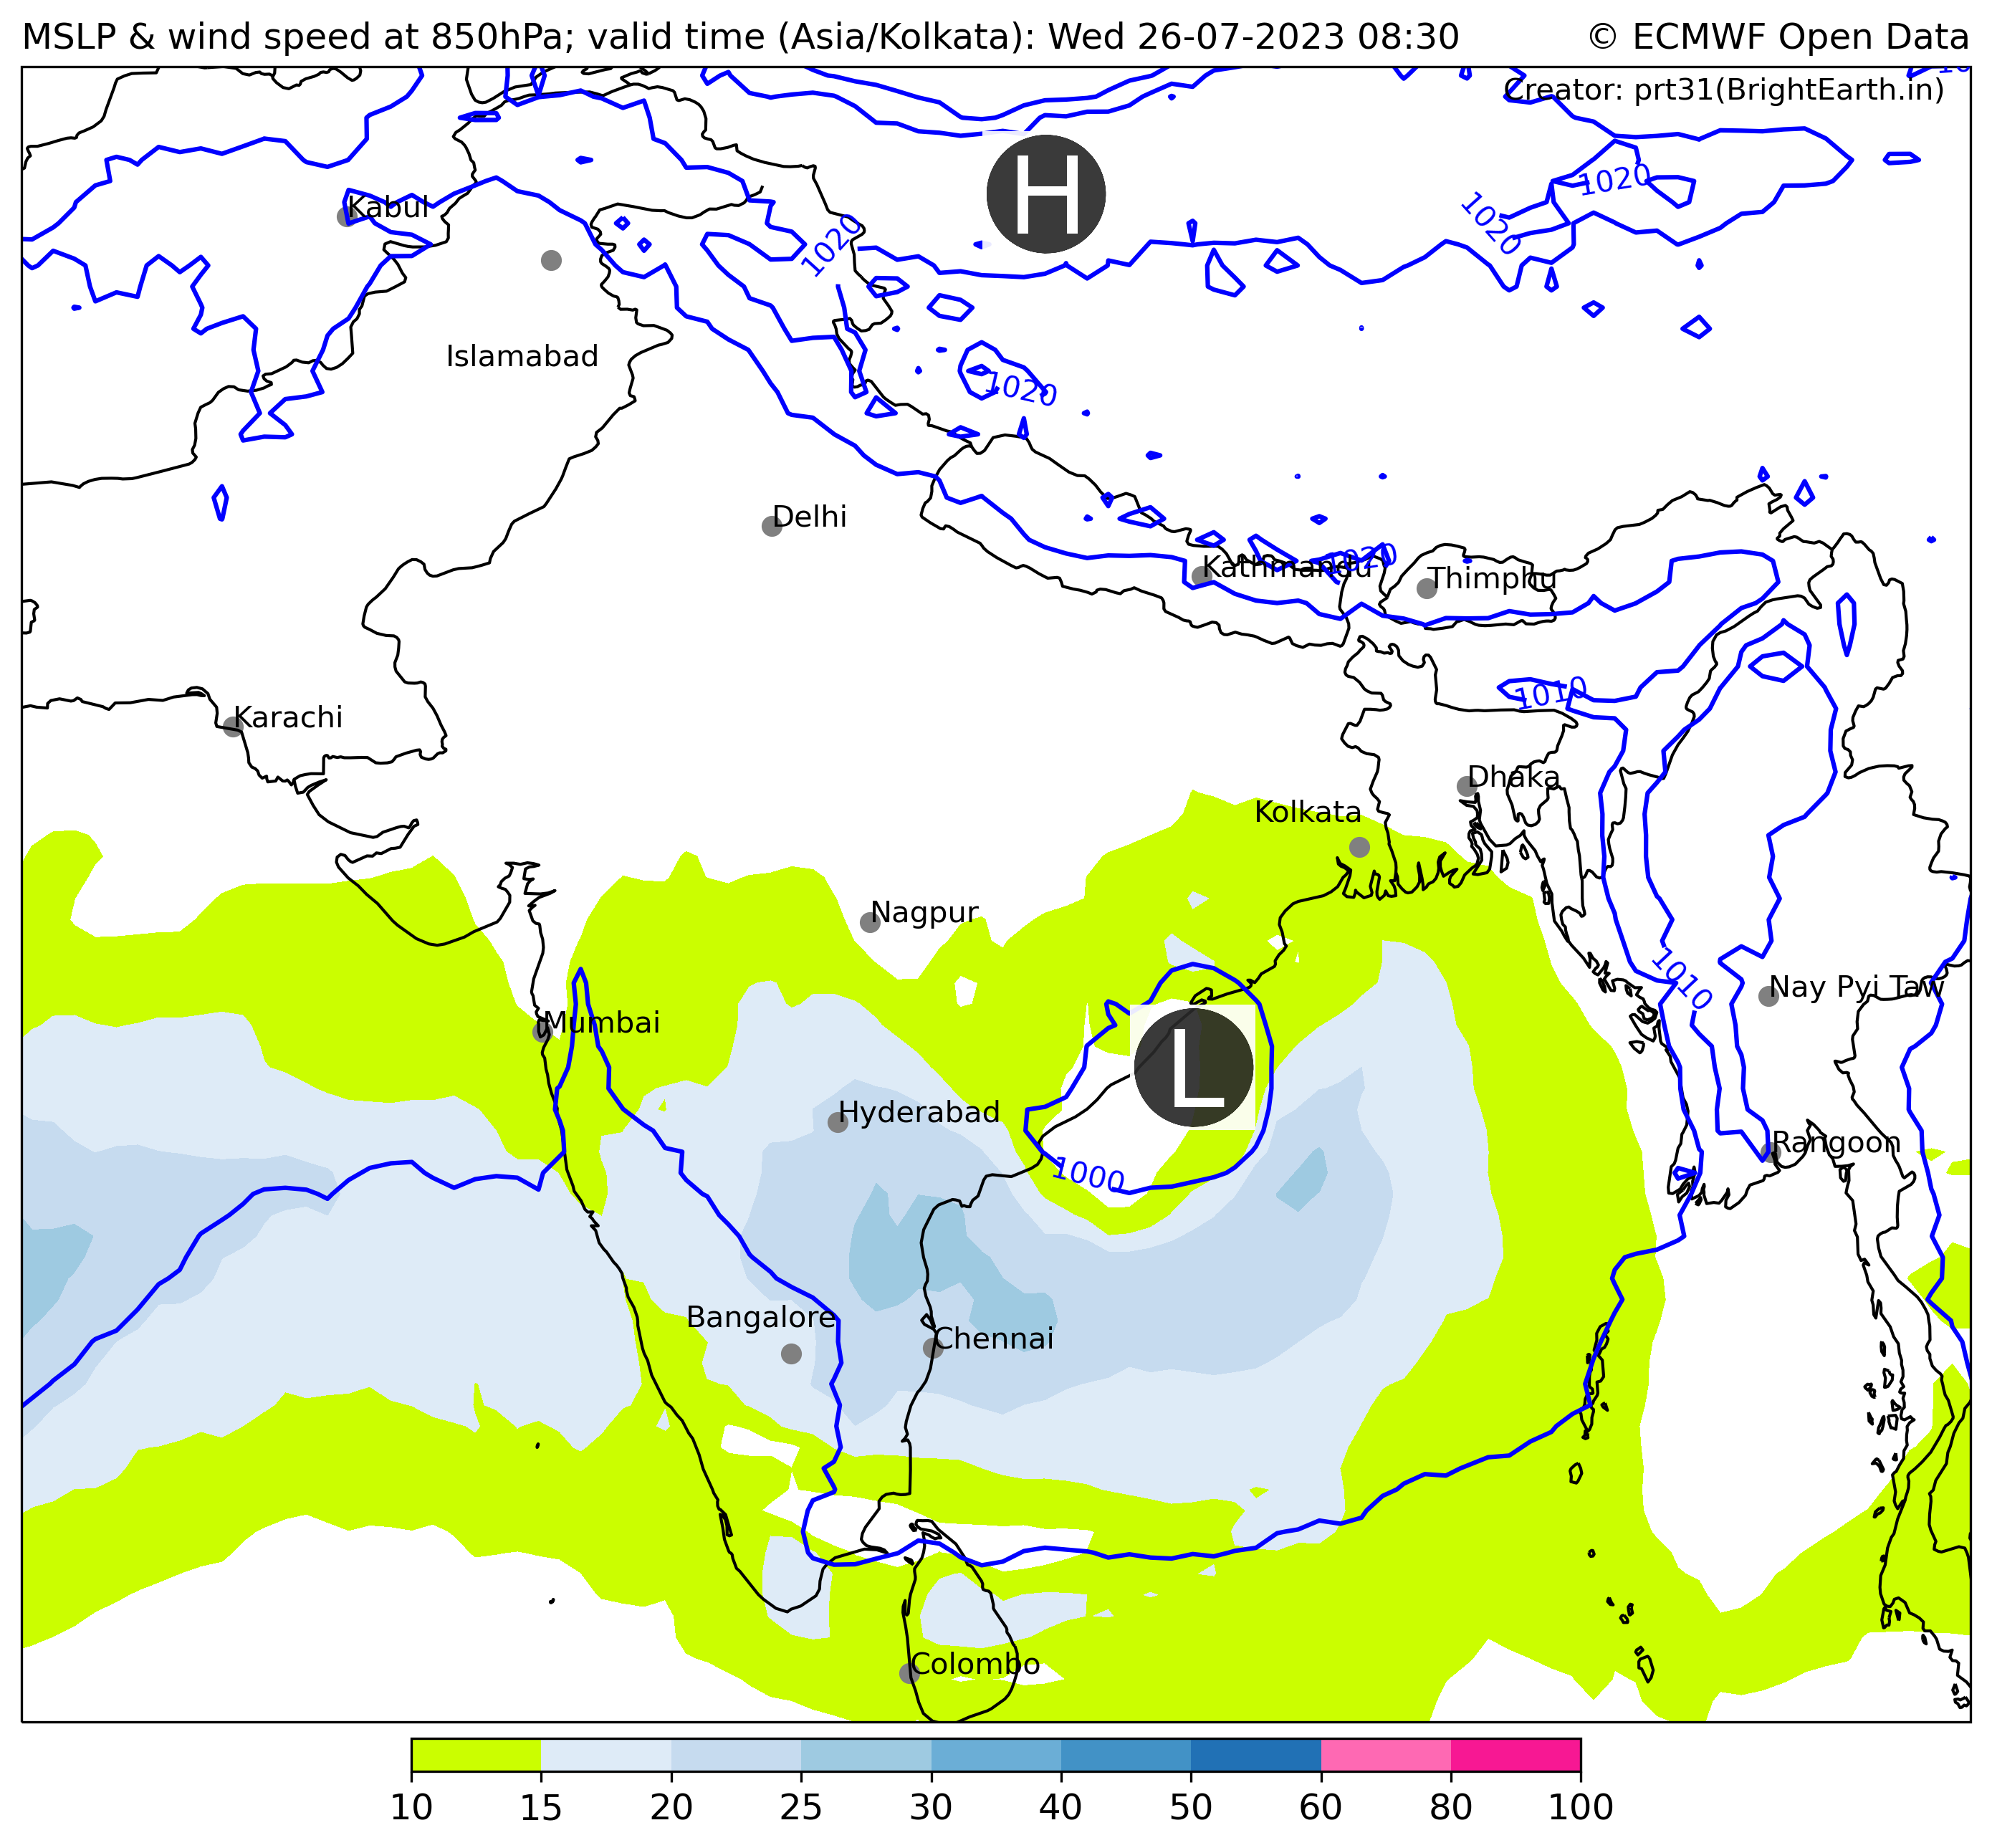 MSLP & wind speed at 850hPa; valid time (Asia/Kolkata): Wed 26-07-2023 08:30
© ECMWF Open Data
10
Creator: prt31(BrightEarth.in)
H
1020
1020
Kabul
1020
Islamabad
1020
Delhi
1020
Kathmandu
Thimphu
1010
Karachi
Dhaka
Kolkata
Nagpur
1010
Nay Pyi Taw
Mumbai
L
Hyderabad
Rangoon
1000
Bangalore
Chennai
Colombo
10 15 20 25 30 40 50 60 80 100